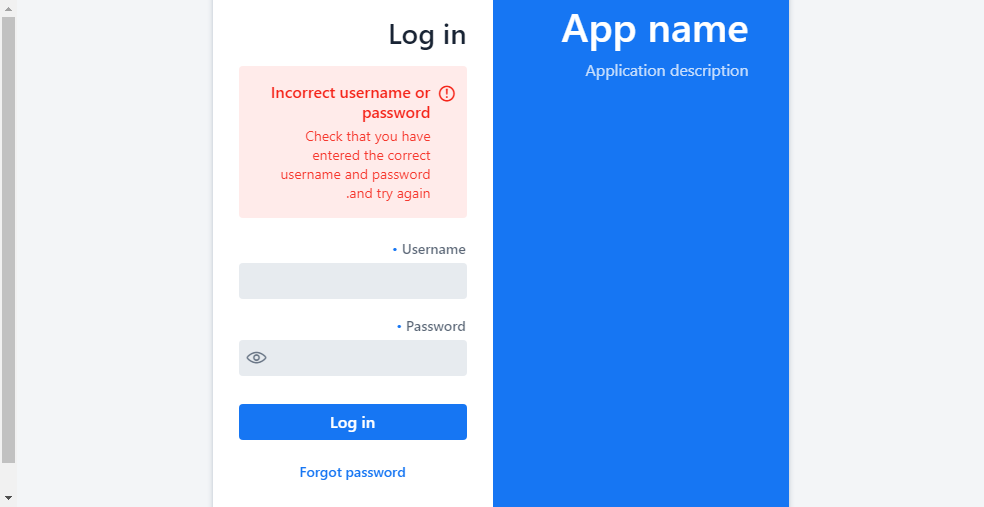 Log in
Incorrect username or
password
Check that you have
entered the correct
username and password
.and try again
• Username
• Password
Log in
Forgot password
App name
Application description